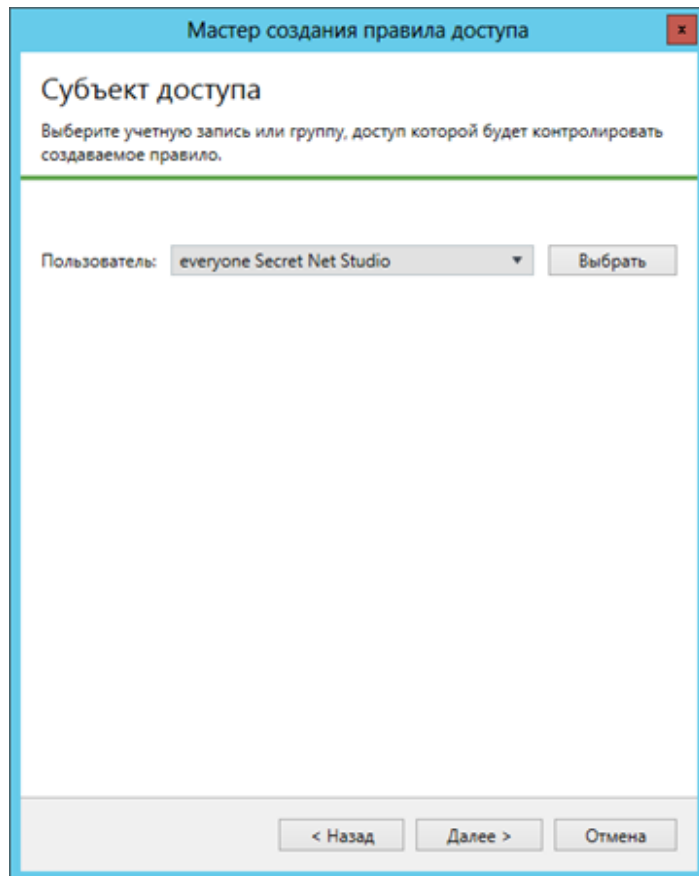 Мастер создания правила доступа
x
Субъект доступа
Выберите учетную запись или группу, доступ которой будет контролировать
создаваемое правило.
Пользователь: everyone Secret Net Studio Выбрать
< Назад Далее > Отмена